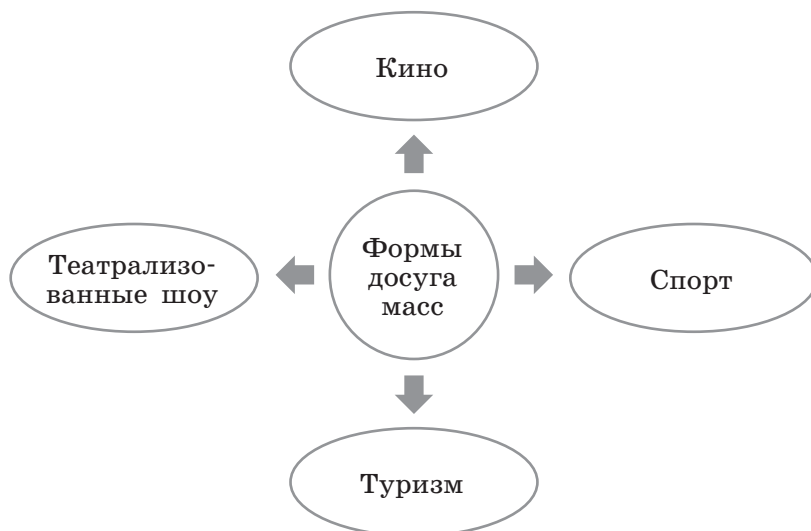 Кино
Театрализо-
ванные шоу
Формы
досуга
масс
Спорт
Туризм